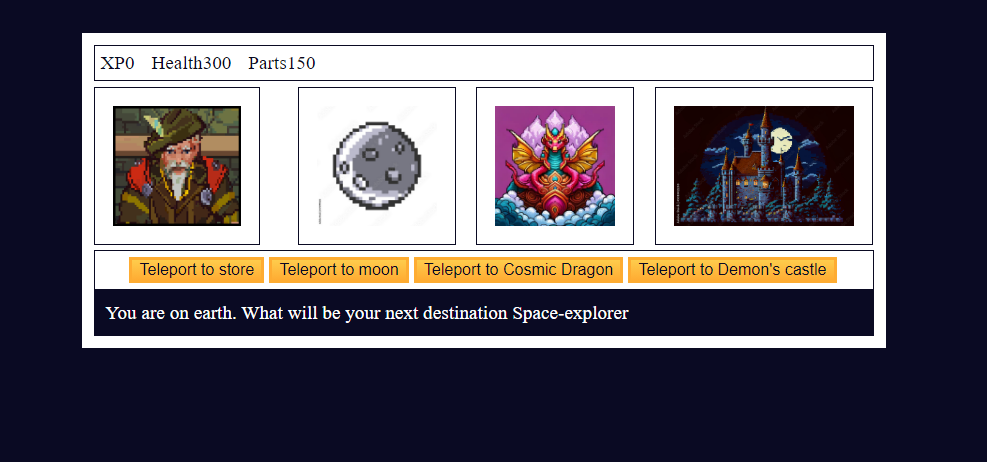 XP0 Health300 Parts150
Teleport to store Teleport to moon Teleport to Cosmic Dragon Teleport to Demon's castle
You are on earth. What will be your next destination Space-explorer